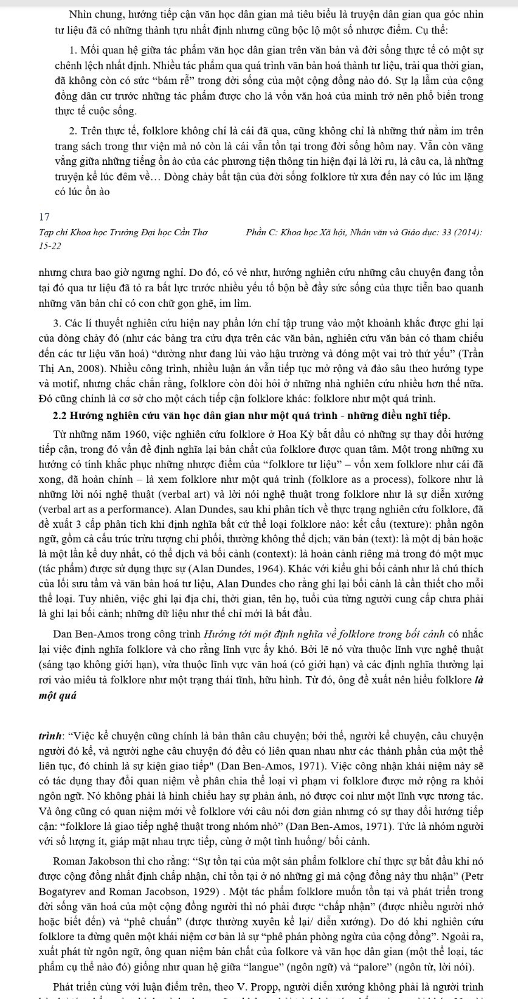 Nhìn chung, hướng tiếp cận văn học dân gian mà tiêu biểu là truyện dân gian qua góc nhìn
tư liệu đã có những thành tựu nhất định nhưng cũng bộc lộ một số nhược điểm. Cụ thể:
1. Mối quan hệ giữa tác phẩm văn học dân gian trên văn bản và đời sống thực tế có một sự
chênh lệch nhất định. Nhiều tác phẩm qua quá trình văn bản hoá thành tư liệu, trải qua thời gian,
đã không còn có sức “bám rễ” trong đời sống của một cộng đồng nào đó. Sự lạ lẫm của cộng
đồng dân cư trước những tác phẩm được cho là vốn văn hoá của mình trở nên phổ biến trong
thực tế cuộc sống.
2. Trên thực tế, folklore không chỉ là cái đã qua, cũng không chỉ là những thứ nằm im trên
trang sách trong thư viện mà nó còn là cái vẫn tồn tại trong đời sống hôm nay. Vẫn còn văng
vẳng giữa những tiếng ồn ào của các phương tiện thông tin hiện đại là lời ru, là câu ca, là những
truyện kể lúc đêm về… Dòng chảy bất tận của đời sống folklore từ xưa đến nay có lúc im lặng
có lúc ồn ào
17
Tạp chí Khoa học Trường Đại học Cần Thơ Phần C: Khoa học Xã hội, Nhân văn và Giáo dục: 33 (2014):
15-22
nhưng chưa bao giờ ngưng nghỉ. Do đó, có vẻ như, hướng nghiên cứu những câu chuyện đang tồn
tại đó qua tư liệu đã tỏ ra bất lực trước nhiều yếu tố bộn bề đầy sức sống của thực tiễn bao quanh
những văn bản chỉ có con chữ gọn ghẽ, im lìm.
3. Các lí thuyết nghiên cứu hiện nay phần lớn chỉ tập trung vào một khoảnh khắc được ghi lại
của dòng chảy đó (như các bảng tra cứu dựa trên các văn bản, nghiên cứu văn bản có tham chiếu
đến các tư liệu văn hoá) “dường như đang lùi vào hậu trường và đóng một vai trò thứ yếu” (Trần
Thị An, 2008). Nhiều công trình, nhiều luận án vẫn tiếp tục mở rộng và đào sâu theo hướng type
và motif, nhưng chắc chắn rằng, folklore còn đòi hỏi ở những nhà nghiên cứu nhiều hơn thế nữa.
Đó cũng chính là cơ sở cho một cách tiếp cận folklore khác: folklore như một quá trình.
2.2 Hướng nghiên cứu văn học dân gian như một quá trình - những điều nghĩ tiếp.
Từ những năm 1960, việc nghiên cứu folklore ở Hoa Kỳ bắt đầu có những sự thay đổi hướng
tiếp cận, trong đó vấn đề định nghĩa lại bản chất của folklore được quan tâm. Một trong những xu
hướng có tính khắc phục những nhược điểm của “folklore tư liệu” – vốn xem folklore như cái đã
xong, đã hoàn chỉnh – là xem folklore như một quá trình (folklore as a process), folkore như là
những lời nói nghệ thuật (verbal art) và lời nói nghệ thuật trong folklore như là sự diễn xướng
(verbal art as a performance). Alan Dundes, sau khi phân tích về thực trạng nghiên cứu folklore, đã
đề xuất 3 cấp phân tích khi định nghĩa bất cứ thể loại folklore nào: kết cấu (texture): phần ngôn
ngữ, gồm cả cấu trúc trừu tượng chi phối, thường không thể dịch; văn bản (text): là một dị bản hoặc
là một lần kể duy nhất, có thể dịch và bối cảnh (context): là hoàn cảnh riêng mà trong đó một mục
(tác phẩm) được sử dụng thực sự (Alan Dundes, 1964). Khác với kiểu ghi bối cảnh như là chú thích
của lối sưu tầm và văn bản hoá tư liệu, Alan Dundes cho rằng ghi lại bối cảnh là cần thiết cho mỗi
thể loại. Tuy nhiên, việc ghi lại địa chỉ, thời gian, tên họ, tuổi của từng người cung cấp chưa phải
là ghi lại bối cảnh; những dữ liệu như thế chỉ mới là bắt đầu.
Dan Ben-Amos trong công trình Hướng tới một định nghĩa về folklore trong bối cảnh có nhắc
lại việc định nghĩa folklore và cho rằng lĩnh vực ấy khó. Bởi lẽ nó vừa thuộc lĩnh vực nghệ thuật
(sáng tạo không giới hạn), vừa thuộc lĩnh vực văn hoá (có giới hạn) và các định nghĩa thường lại
rơi vào miêu tả folklore như một trạng thái tĩnh, hữu hình. Từ đó, ông đề xuất nên hiểu folklore là
một quá
trình: “Việc kể chuyện cũng chính là bản thân câu chuyện; bởi thế, người kể chuyện, câu chuyện
người đó kể, và người nghe câu chuyện đó đều có liên quan nhau như các thành phần của một thể
liên tục, đó chính là sự kiện giao tiếp" (Dan Ben-Amos, 1971). Việc công nhận khái niệm này sẽ
có tác dụng thay đổi quan niệm về phân chia thể loại vì phạm vi folklore được mở rộng ra khỏi
ngôn ngữ. Nó không phải là hình chiếu hay sự phản ánh, nó được coi như một lĩnh vực tương tác.
Và ông cũng có quan niệm mới về folklore với câu nói đơn giản nhưng có sự thay đổi hướng tiếp
cận: “folklore là giao tiếp nghệ thuật trong nhóm nhỏ” (Dan Ben-Amos, 1971). Tức là nhóm người
với số lượng ít, giáp mặt nhau trực tiếp, cùng ở một tình huống/ bối cảnh.
Roman Jakobson thì cho rằng: “Sự tồn tại của một sản phẩm folklore chỉ thực sự bắt đầu khi nó
được cộng đồng nhất định chấp nhận, chỉ tồn tại ở nó những gì mà cộng đồng này thu nhận” (Petr
Bogatyrev and Roman Jacobson, 1929) . Một tác phẩm folklore muốn tồn tại và phát triển trong
đời sống văn hoá của một cộng đồng người thì nó phải được “chấp nhận” (được nhiều người nhớ
hoặc biết đến) và “phê chuẩn” (được thường xuyên kể lại/ diễn xướng). Do đó khi nghiên cứu
folklore ta đừng quên một khái niệm cơ bản là sự “phê phán phòng ngừa của cộng đồng”. Ngoài ra,
xuất phát từ ngôn ngữ, ông quan niệm bản chất của folkore và văn học dân gian (một thể loại, tác
phẩm cụ thể nào đó) giống như quan hệ giữa “langue” (ngôn ngữ) và “palore” (ngôn từ, lời nói).
Phát triển cùng với luận điểm trên, theo V. Propp, người diễn xướng không phải là người trình